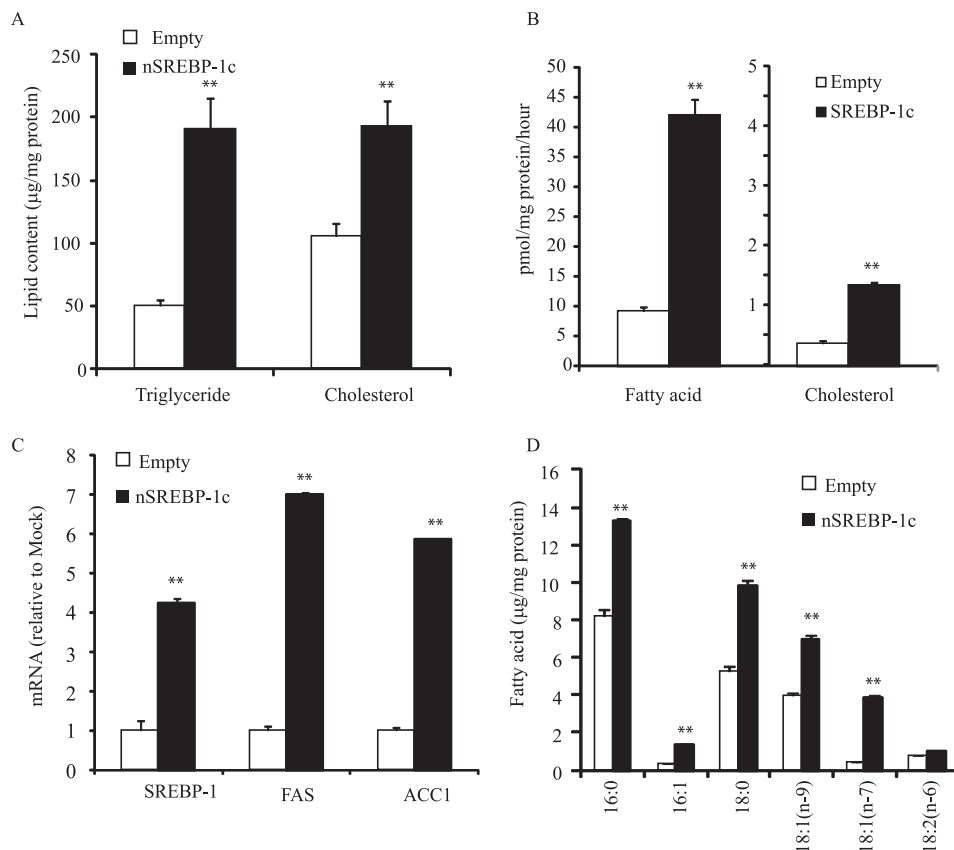 A
Empty
nSREBP-1c
Lipid content (µg/mg protein)
250
200
150
100
50
0
**
**
Triglyceride
Cholesterol
B
pmol/mg protein/hour
50
45
40
35
30
25
20
15
10
5
0
**
Fatty acid
5
4
3
2
1
Empty
SREBP-1c
**
Cholesterol
C
Empty
nSREBP-1c
mRNA (relative to Mock)
8
7
6
5
4
3
2
1
0
**
**
**
SREBP-1
FAS
ACC1
D
Empty
nSREBP-1c
Fatty acid (µg/mg protein)
16
14
12
10
8
6
4
2
0
**
**
**
**
**
16:0
16:1
18:0
18:1(n-9)
18:1(n-7)
18:2(n-6)